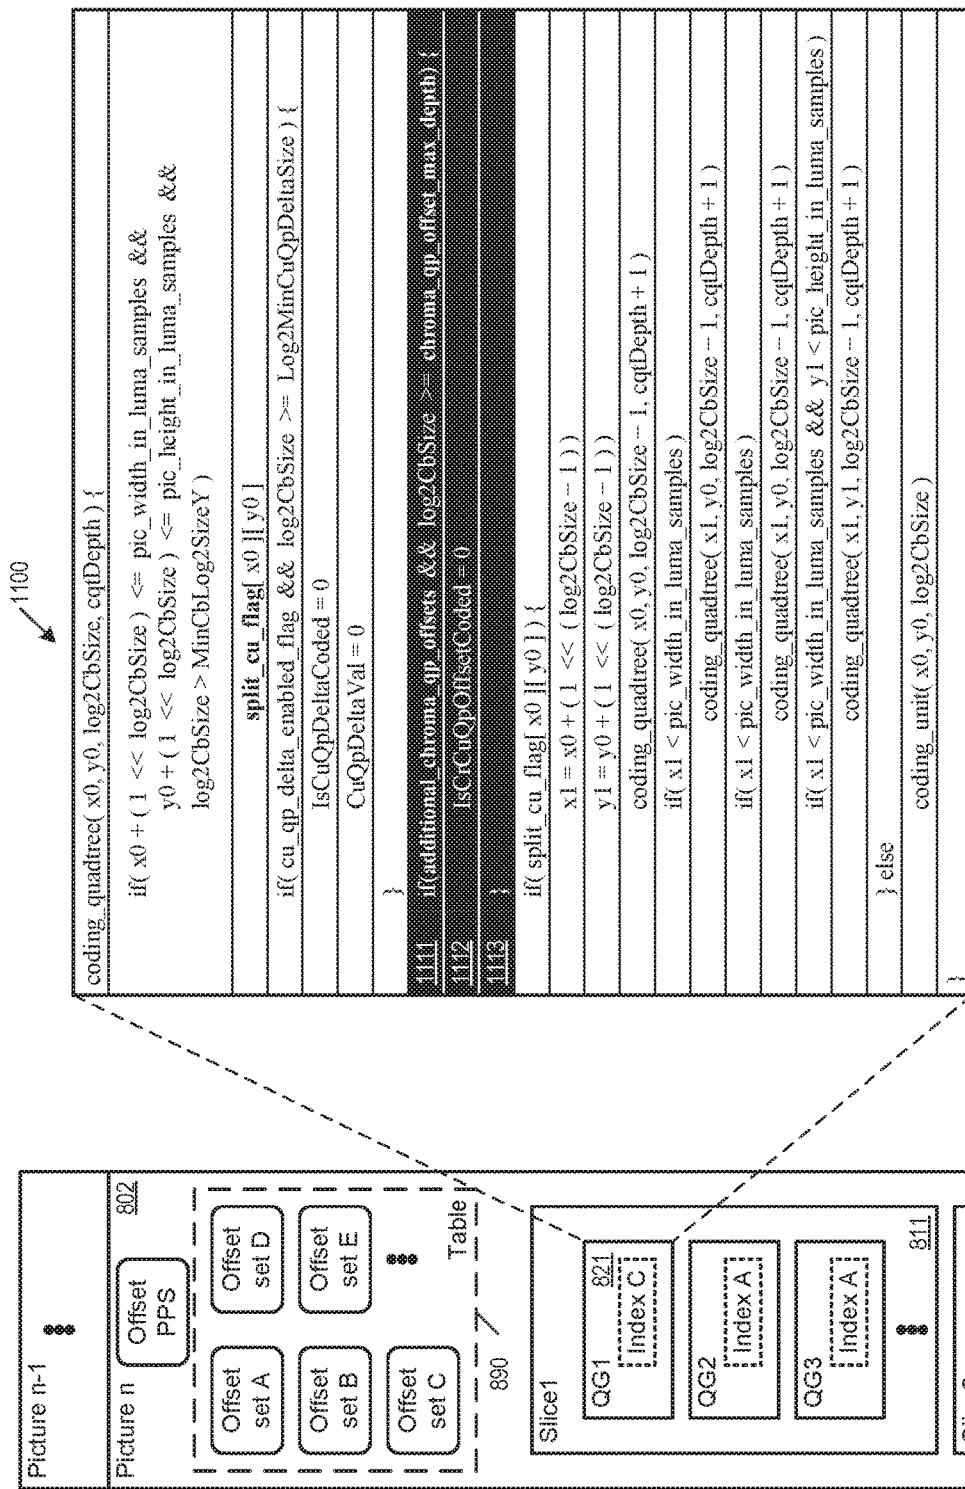 1100
coding_quadtree( x0, y0, log2CbSize, cqtDepth ) {
if( x0 + ( 1 << log2CbSize ) <= pic_width_in_luma_samples &&
y0 + ( 1 << log2CbSize ) <= pic_height_in_luma_samples &&
log2CbSize > MinCbLog2SizeY )
split_cu_flag[ x0 ][ y0 ]
if( cu_qp_delta_enabled_flag && log2CbSize >= Log2MinCuQpDeltaSize ) {
IsCuQpDeltaCoded = 0
CuQpDeltaVal = 0
}
1111 if(additional_chroma_qp_offsets && log2CbSize >= chroma_qp_offset_max_depth) {
1112 IsCrCuQpOffsetCoded = 0
1113 }
if( split_cu_flag[ x0 ][ y0 ] ) {
x1 = x0 + ( 1 << ( log2CbSize − 1 ) )
y1 = y0 + ( 1 << ( log2CbSize − 1 ) )
coding_quadtree( x0, y0, log2CbSize − 1, cqtDepth + 1 )
if( x1 < pic_width_in_luma_samples )
coding_quadtree( x1, y0, log2CbSize − 1, cqtDepth + 1 )
if( x1 < pic_width_in_luma_samples )
coding_quadtree( x1, y0, log2CbSize − 1, cqtDepth + 1 )
if( x1 < pic_width_in_luma_samples && y1 < pic_height_in_luma_samples )
coding_quadtree( x1, y1, log2CbSize − 1, cqtDepth + 1 )
} else
coding_unit( x0, y0, log2CbSize )
}
Picture n-1
Picture n
802
Offset
PPS
Offset
set A
Offset
set D
Offset
set B
Offset
set E
Offset
set C
Table
890
Slice1
QG1
821
Index C
QG2
Index A
QG3
Index A
811